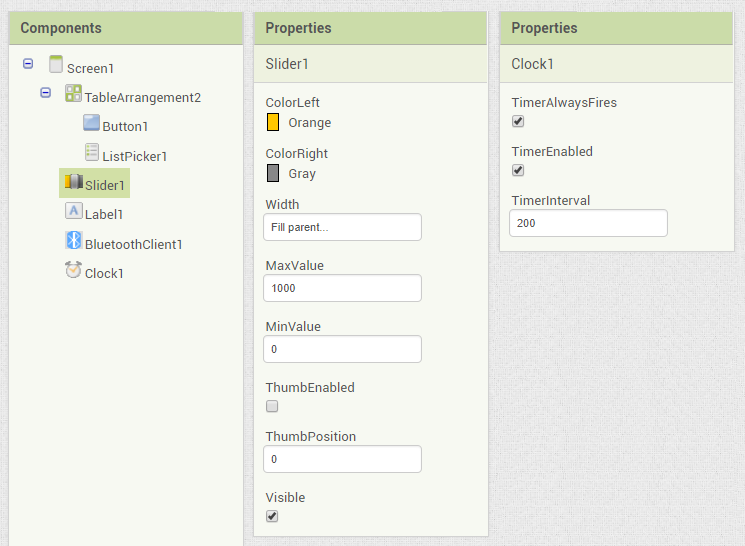 Components
Screen1
TableArrangement2
Button1
ListPicker1
Slider1
A
Label1
BluetoothClient1
Clock1
Properties
Slider1
ColorLeft
Orange
ColorRight
Gray
Width
Fill parent...
MaxValue
1000
MinValue
0
ThumbEnabled
ThumbPosition
0
Visible
Properties
Clock1
TimerAlwaysFires
TimerEnabled
TimerInterval
200